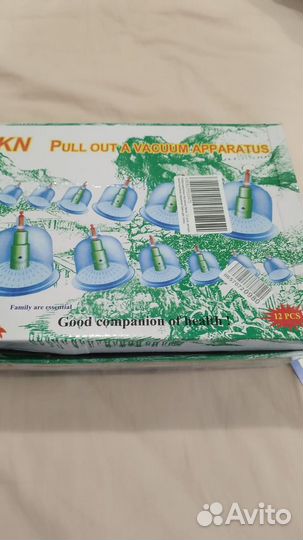 KN PULL OUT A VACUUM APPARATUS
Family are essential
Good companion of health!
12 PCS
Avito